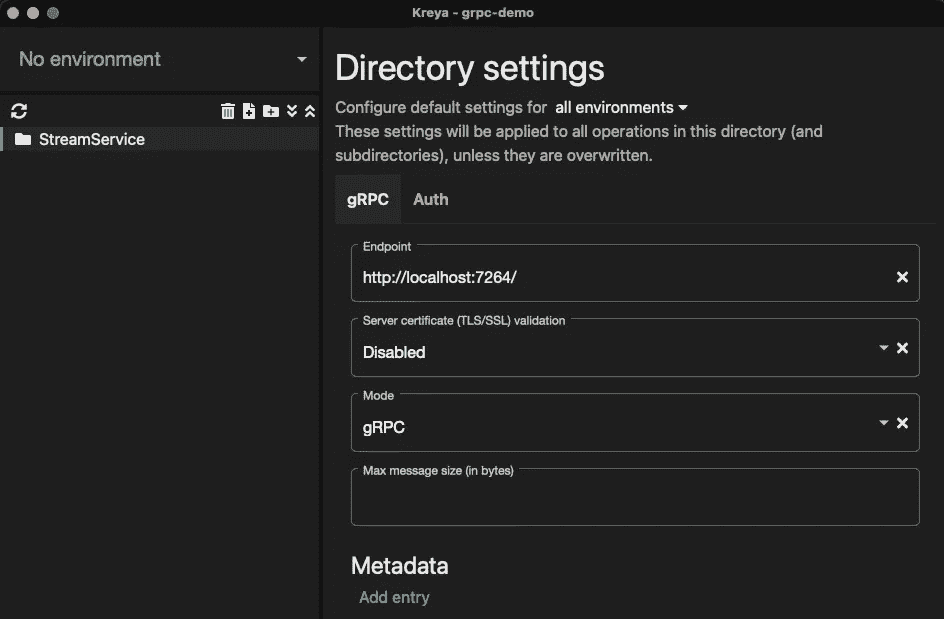 Kreya - grpc-demo
No environment
StreamService
Directory settings
Configure default settings for all environments
These settings will be applied to all operations in this directory (and
subdirectories), unless they are overwritten.
gRPC Auth
Endpoint
http://localhost:7264/
Server certificate (TLS/SSL) validation
Disabled
Mode
gRPC
Max message size (in bytes)
Metadata
Add entry